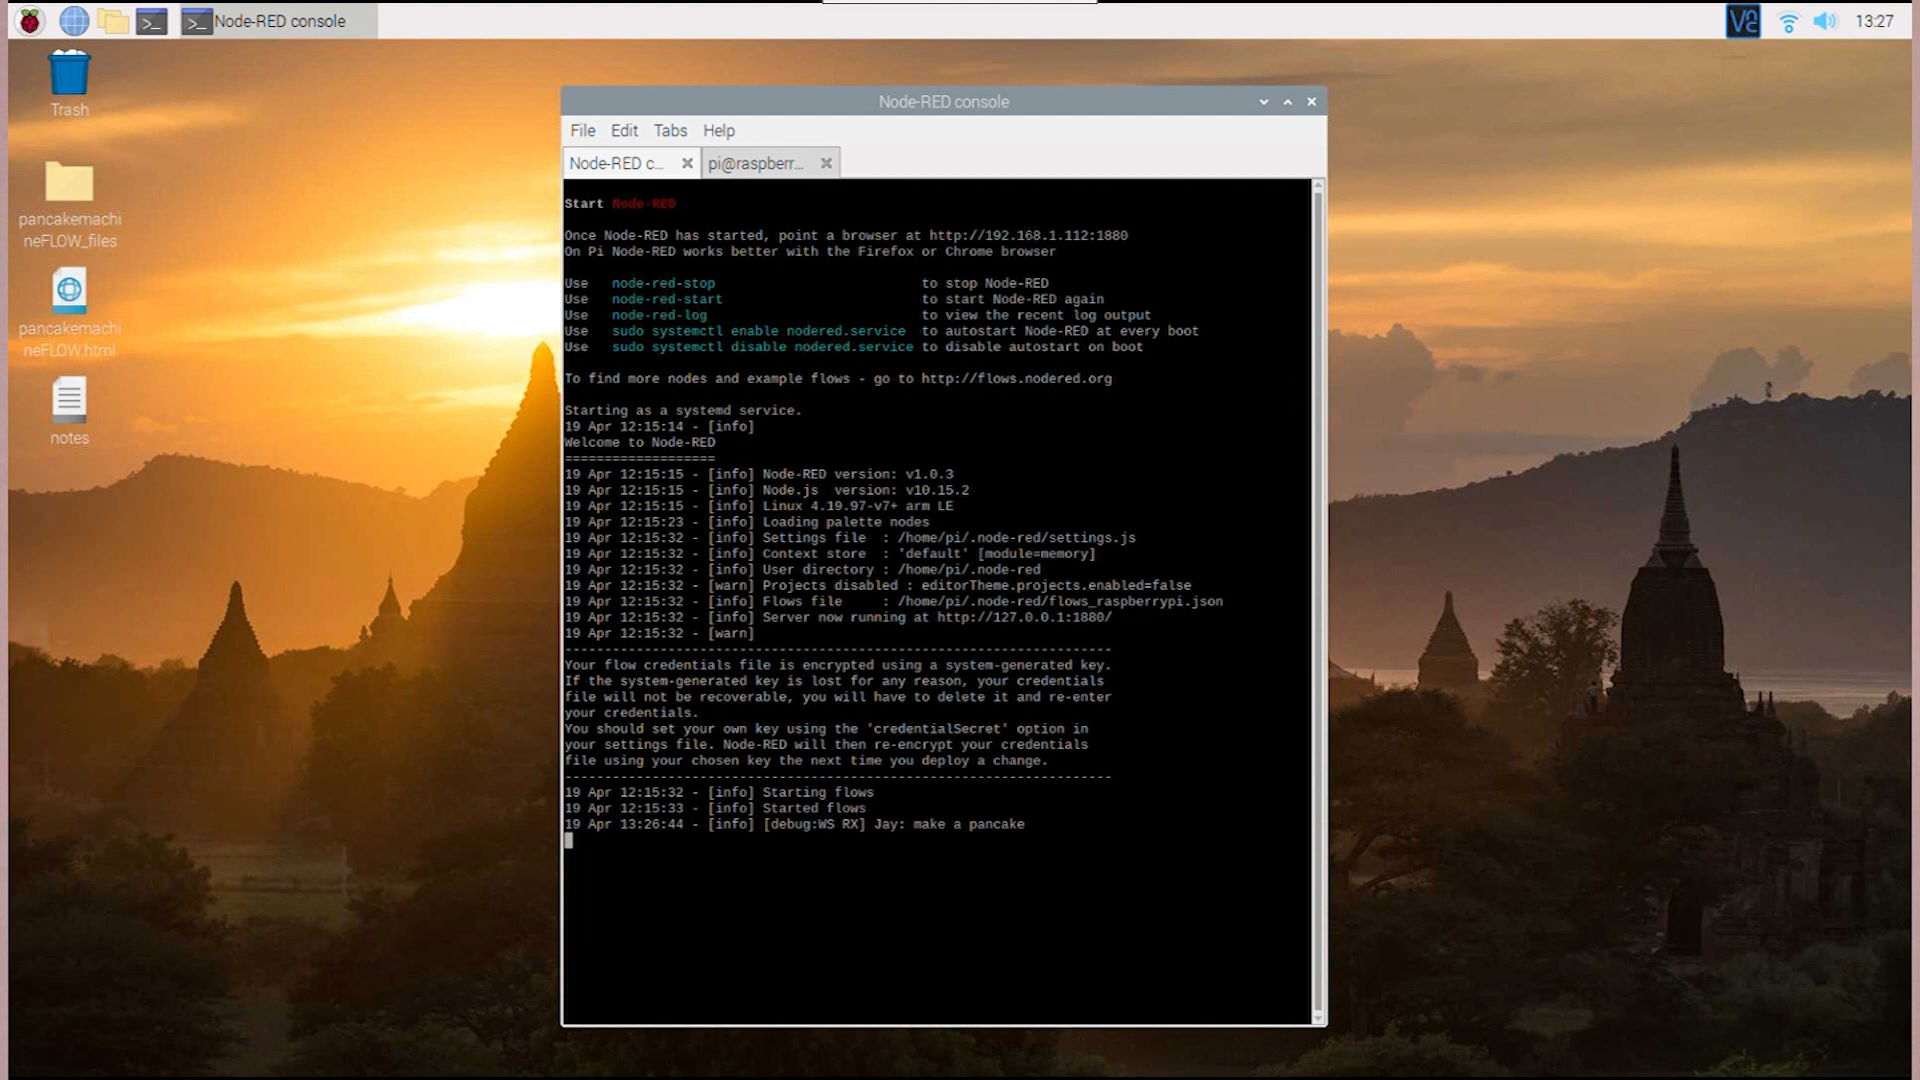 Node-RED console
13:27
Trash
pancakemachi
neFLOW_files
pancakemachi
neFLOW.html
notes
Node-RED console
File Edit Tabs Help
Node-RED c... pi@raspberr...
Start Node-RED
Once Node-RED has started, point a browser at http://192.168.1.112:1880
On Pi Node-RED works better with the Firefox or Chrome browser
Use node-red-stop to stop Node-RED
Use node-red-start to start Node-RED again
Use node-red-log to view the recent log output
Use sudo systemctl enable nodered.service to autostart Node-RED at every boot
Use sudo systemctl disable nodered.service to disable autostart on boot
To find more nodes and example flows - go to http://flows.nodered.org
Starting as a systemd service.
19 Apr 12:15:14 - [info]
Welcome to Node-RED
===================
19 Apr 12:15:15 - [info] Node-RED version: v1.0.3
19 Apr 12:15:15 - [info] Node.js version: v10.15.2
19 Apr 12:15:15 - [info] Linux 4.19.97-v7+ arm LE
19 Apr 12:15:23 - [info] Loading palette nodes
19 Apr 12:15:32 - [info] Settings file : /home/pi/.node-red/settings.js
19 Apr 12:15:32 - [info] Context store : 'default' [module=memory]
19 Apr 12:15:32 - [info] User directory : /home/pi/.node-red
19 Apr 12:15:32 - [warn] Projects disabled : editorTheme.projects.enabled=false
19 Apr 12:15:32 - [info] Flows file : /home/pi/.node-red/flows_raspberrypi.json
19 Apr 12:15:32 - [info] Server now running at http://127.0.0.1:1880/
19 Apr 12:15:32 - [warn]
---------------------------------------------------------------------
Your flow credentials file is encrypted using a system-generated key.
If the system-generated key is lost for any reason, your credentials
file will not be recoverable, you will have to delete it and re-enter
your credentials.
You should set your own key using the 'credentialSecret' option in
your settings file. Node-RED will then re-encrypt your credentials
file using your chosen key the next time you deploy a change.
---------------------------------------------------------------------
19 Apr 12:15:32 - [info] Starting flows
19 Apr 12:15:33 - [info] Started flows
19 Apr 13:26:44 - [info] [debug:WS RX] Jay: make a pancake